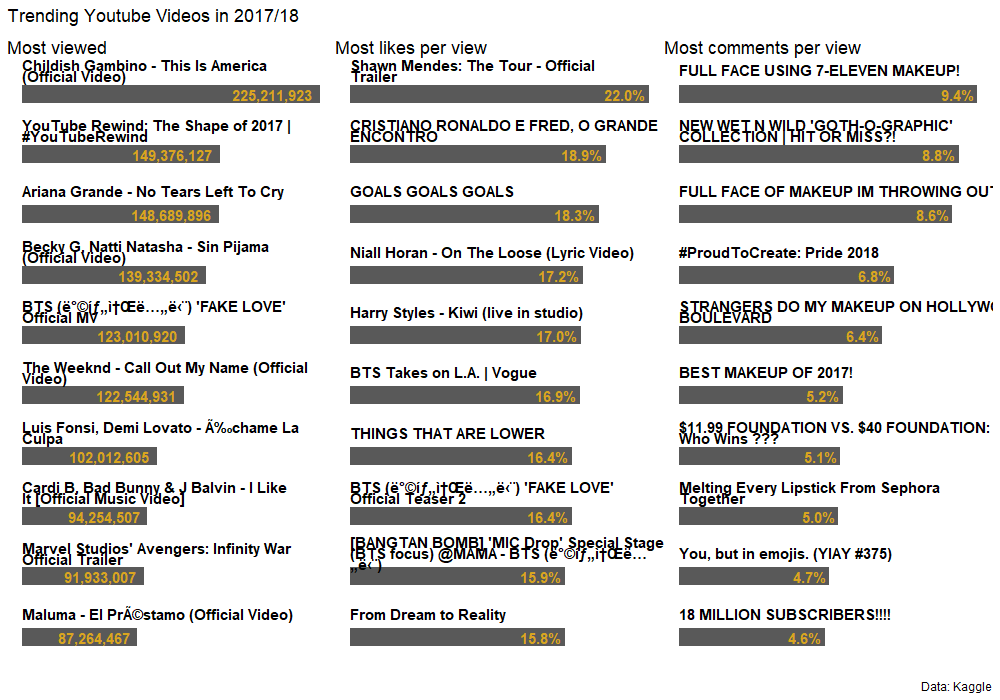 Trending Youtube Videos in 2017/18
Most viewed
Childish Gambino - This Is America
(Official Video)
225,211,923
YouTube Rewind: The Shape of 2017 |
#YouTubeRewind
149,376,127
Ariana Grande - No Tears Left To Cry
148,689,896
Becky G, Natti Natasha - Sin Pijama
(Official Video)
139,334,502
BTS 'FAKE LOVE'
Official MV
123,010,920
The Weeknd - Call Out My Name (Official
Video)
122,544,931
Luis Fonsi, Demi Lovato - Ã‰chame La
Culpa
102,012,605
Cardi B, Bad Bunny & J Balvin - I Like
It [Official Music Video]
94,254,507
Marvel Studios' Avengers: Infinity War
Official Trailer
91,933,007
Maluma - El PrÃ©stamo (Official Video)
87,264,467
Most likes per view
Shawn Mendes: The Tour - Official
Trailer
22.0%
CRISTIANO RONALDO E FRED, O GRANDE
ENCONTRO
18.9%
GOALS GOALS GOALS
18.3%
Niall Horan - On The Loose (Lyric Video)
17.2%
Harry Styles - Kiwi (live in studio)
17.0%
BTS Takes on L.A. | Vogue
16.9%
THINGS THAT ARE LOWER
16.4%
BTS 'FAKE LOVE'
Official Teaser 2
16.4%
[BANGTAN BOMB] 'MIC Drop' Special Stage
(BTS focus) @MAMA - BTS
15.9%
From Dream to Reality
15.8%
Most comments per view
FULL FACE USING 7-ELEVEN MAKEUP!
9.4%
NEW WET N WILD 'GOTH-O-GRAPHIC'
COLLECTION | HIT OR MISS?!
8.8%
FULL FACE OF MAKEUP IM THROWING OUT
8.6%
#ProudToCreate: Pride 2018
6.8%
STRANGERS DO MY MAKEUP ON HOLLYWO
BOULEVARD
6.4%
BEST MAKEUP OF 2017!
5.2%
$11.99 FOUNDATION VS. $40 FOUNDATION:
Who Wins ???
5.1%
Melting Every Lipstick From Sephora
Together
5.0%
You, but in emojis. (YIAY #375)
4.7%
18 MILLION SUBSCRIBERS!!!!
4.6%
Data: Kaggle